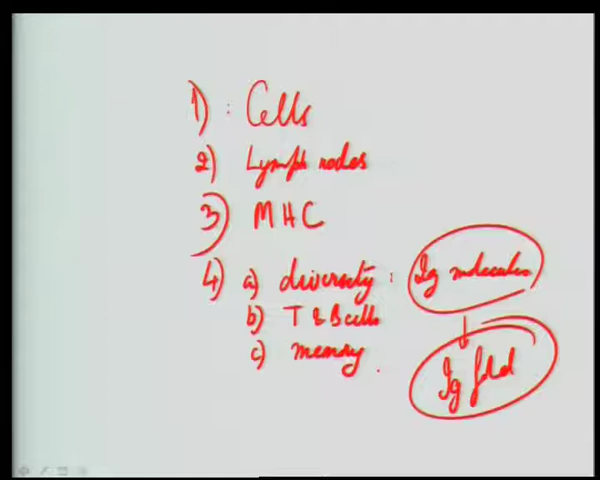 1) : Cells
2) Lymph nodes
3) MHC
4) a) diversity : Ig molecules
b) T & B cells
c) memory
Ig fold